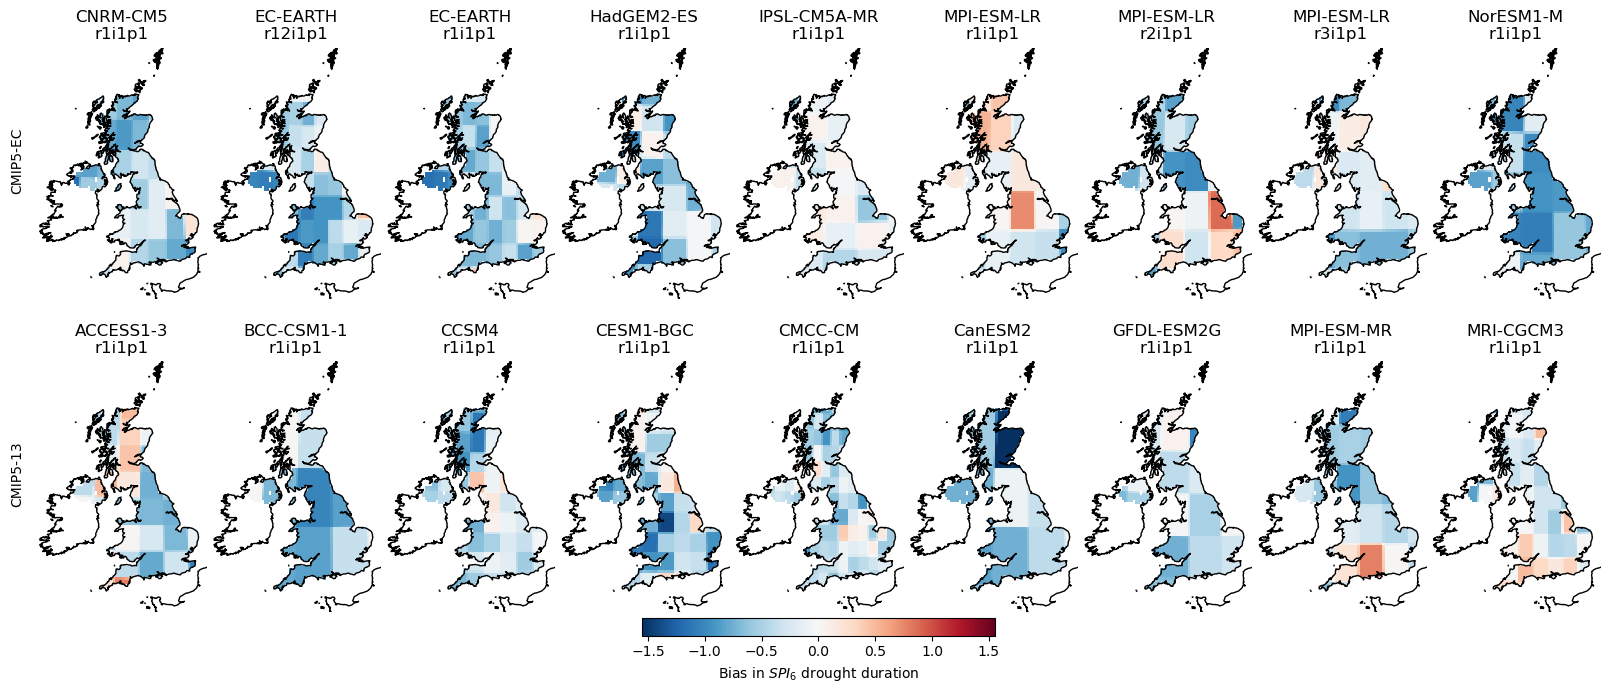 CNRM-CM5 EC-EARTH EC-EARTH HadGEM2-ES IPSL-CM5A-MR MPI-ESM-LR MPI-ESM-LR MPI-ESM-LR NorESM1-M
r1i1p1 r12i1p1 r1i1p1 r1i1p1 r1i1p1 r1i1p1 r2i1p1 r3i1p1 r1i1p1
CMIP5-EC
ACCESS1-3 BCC-CSM1-1 CCSM4 CESM1-BGC CMCC-CM CanESM2 GFDL-ESM2G MPI-ESM-MR MRI-CGCM3
r1i1p1 r1i1p1 r1i1p1 r1i1p1 r1i1p1 r1i1p1 r1i1p1 r1i1p1 r1i1p1
CMIP5-13
−1.5 −1.0 −0.5 0.0 0.5 1.0 1.5
Bias in SPI₆ drought duration